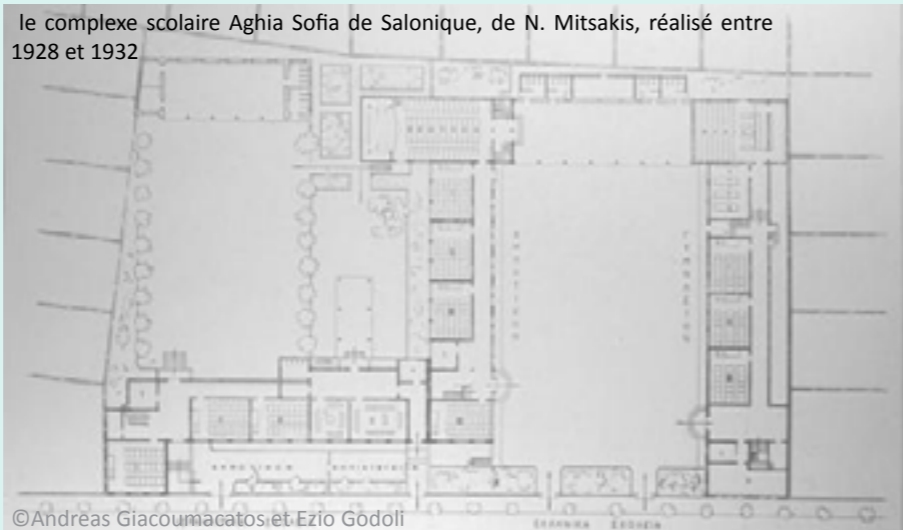 le complexe scolaire Aghia Sofia de Salonique, de N. Mitsakis, réalisé entre
1928 et 1932
©Andreas Giacoumacatos et Ezio Godoli